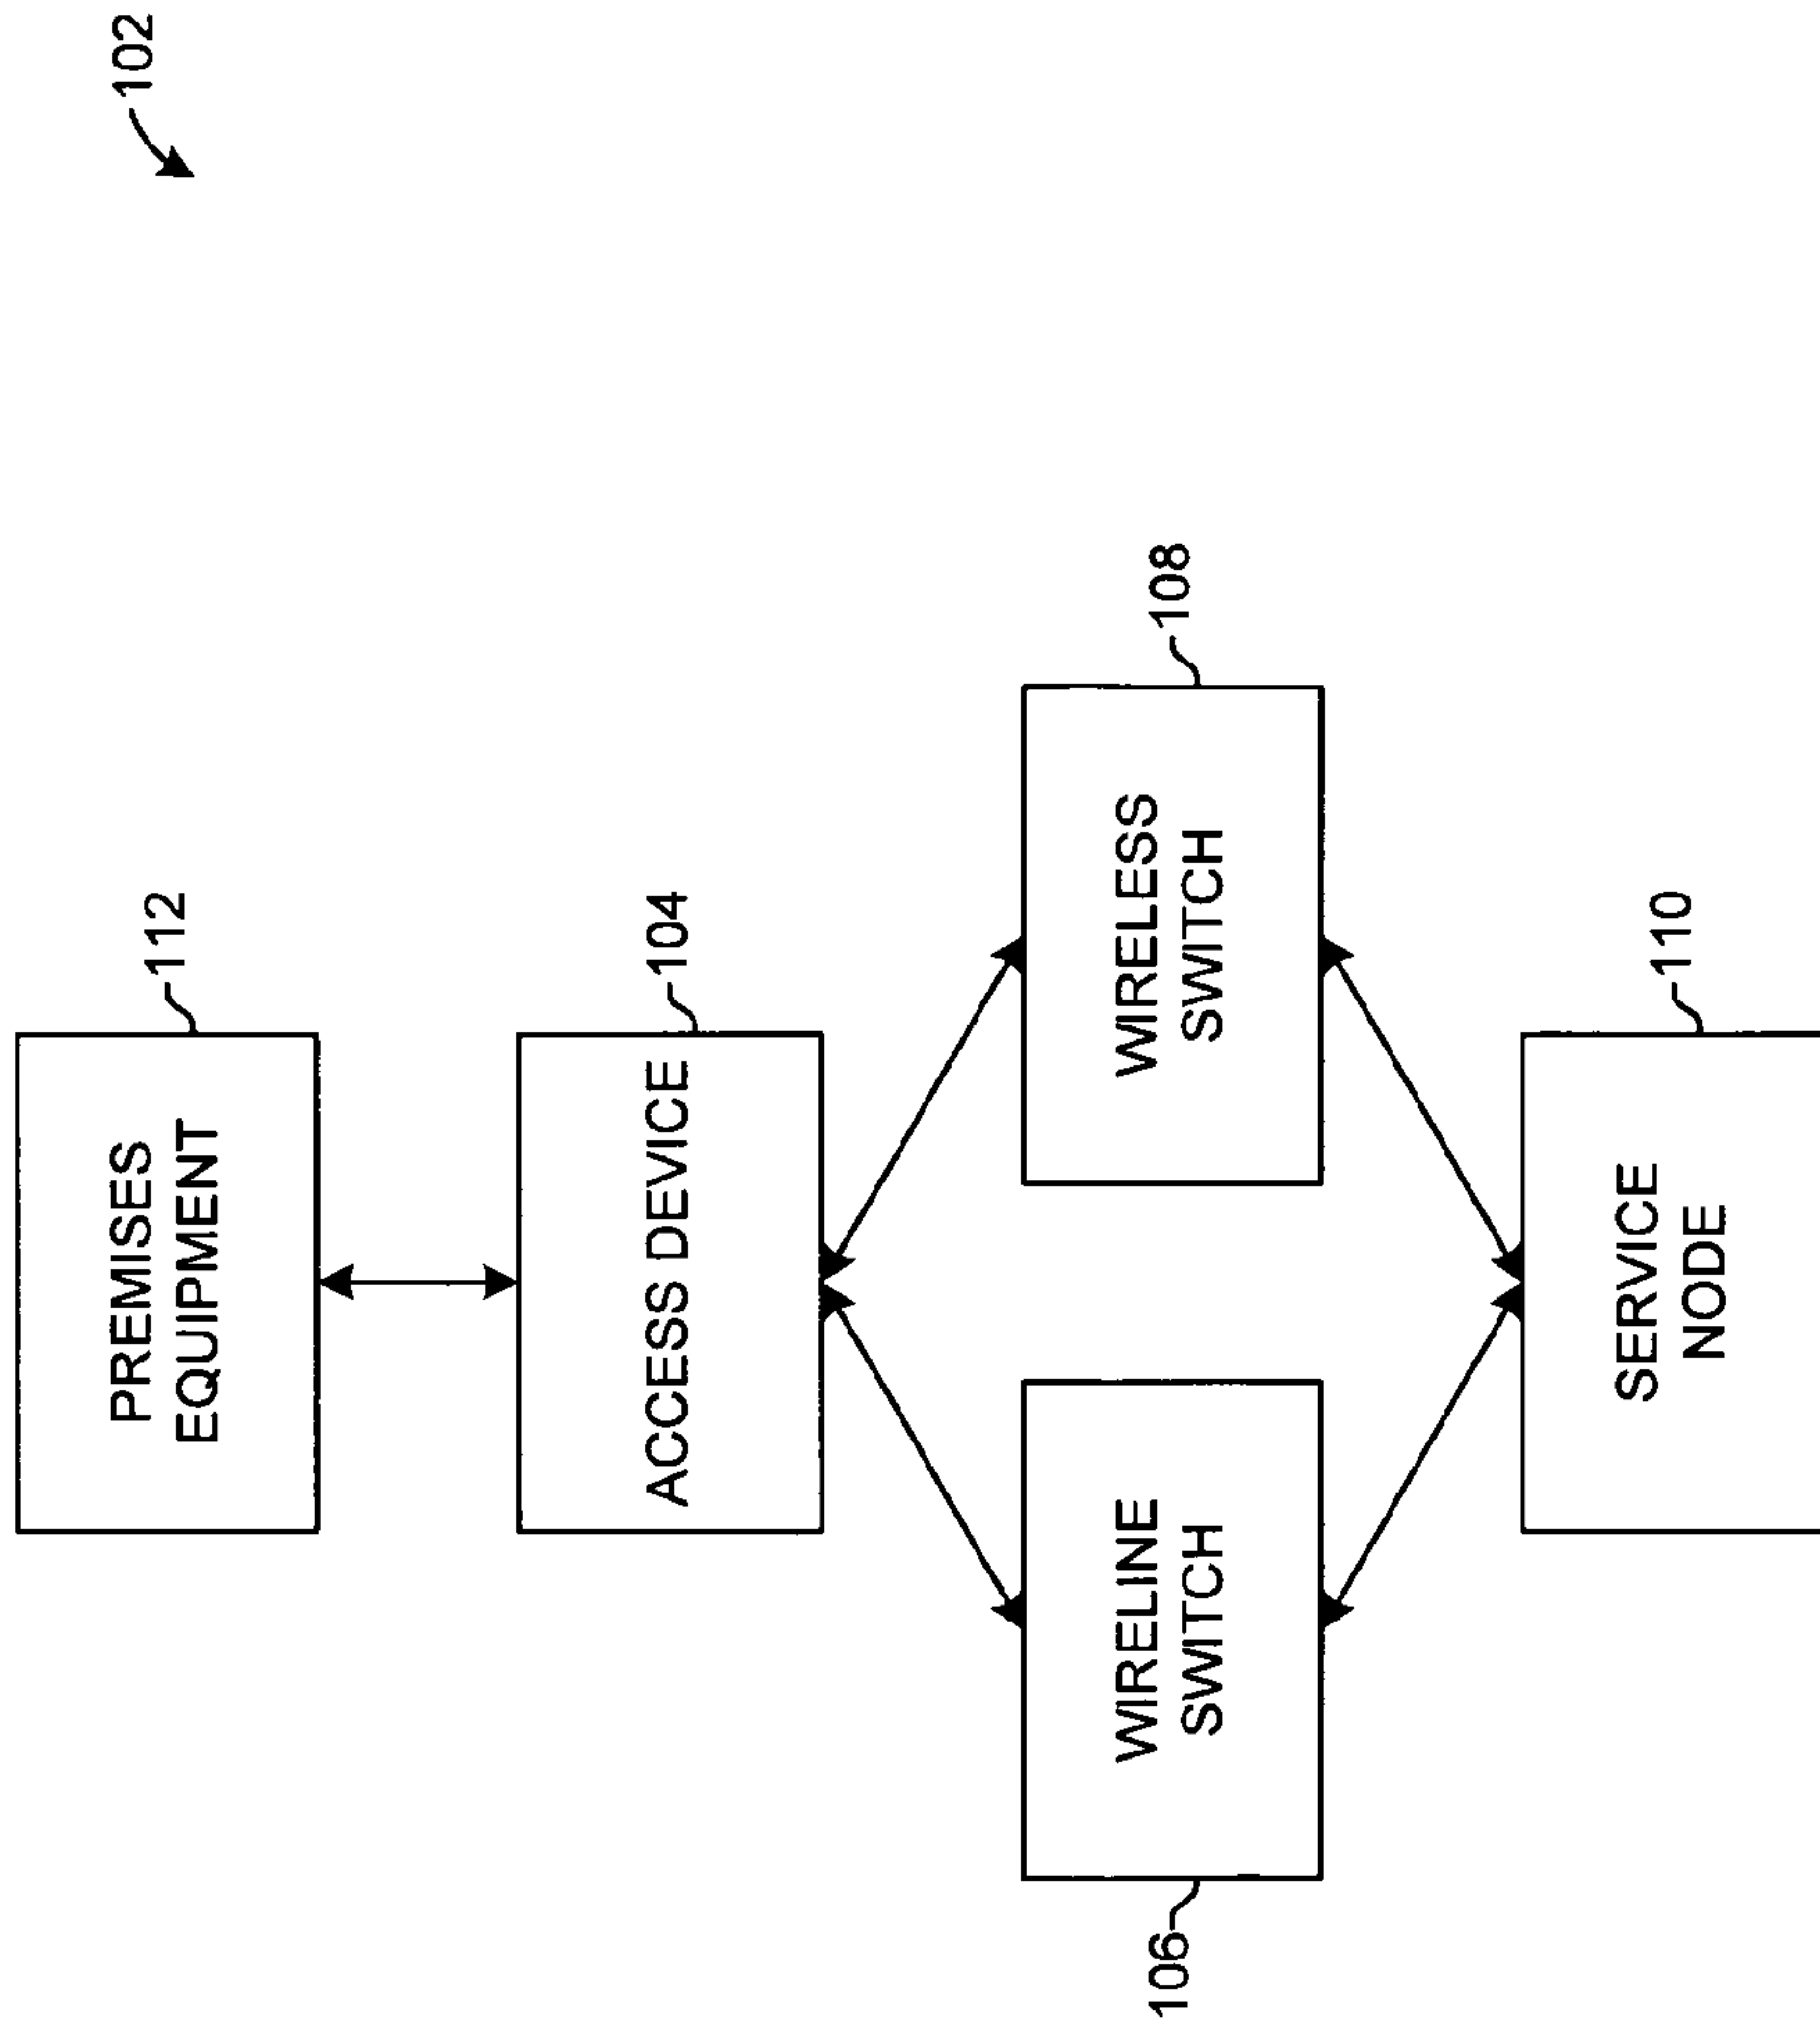 102
PREMISES
EQUIPMENT
112
ACCESS DEVICE
104
WIRELINE
SWITCH
106
WIRELESS
SWITCH
108
SERVICE
NODE
110